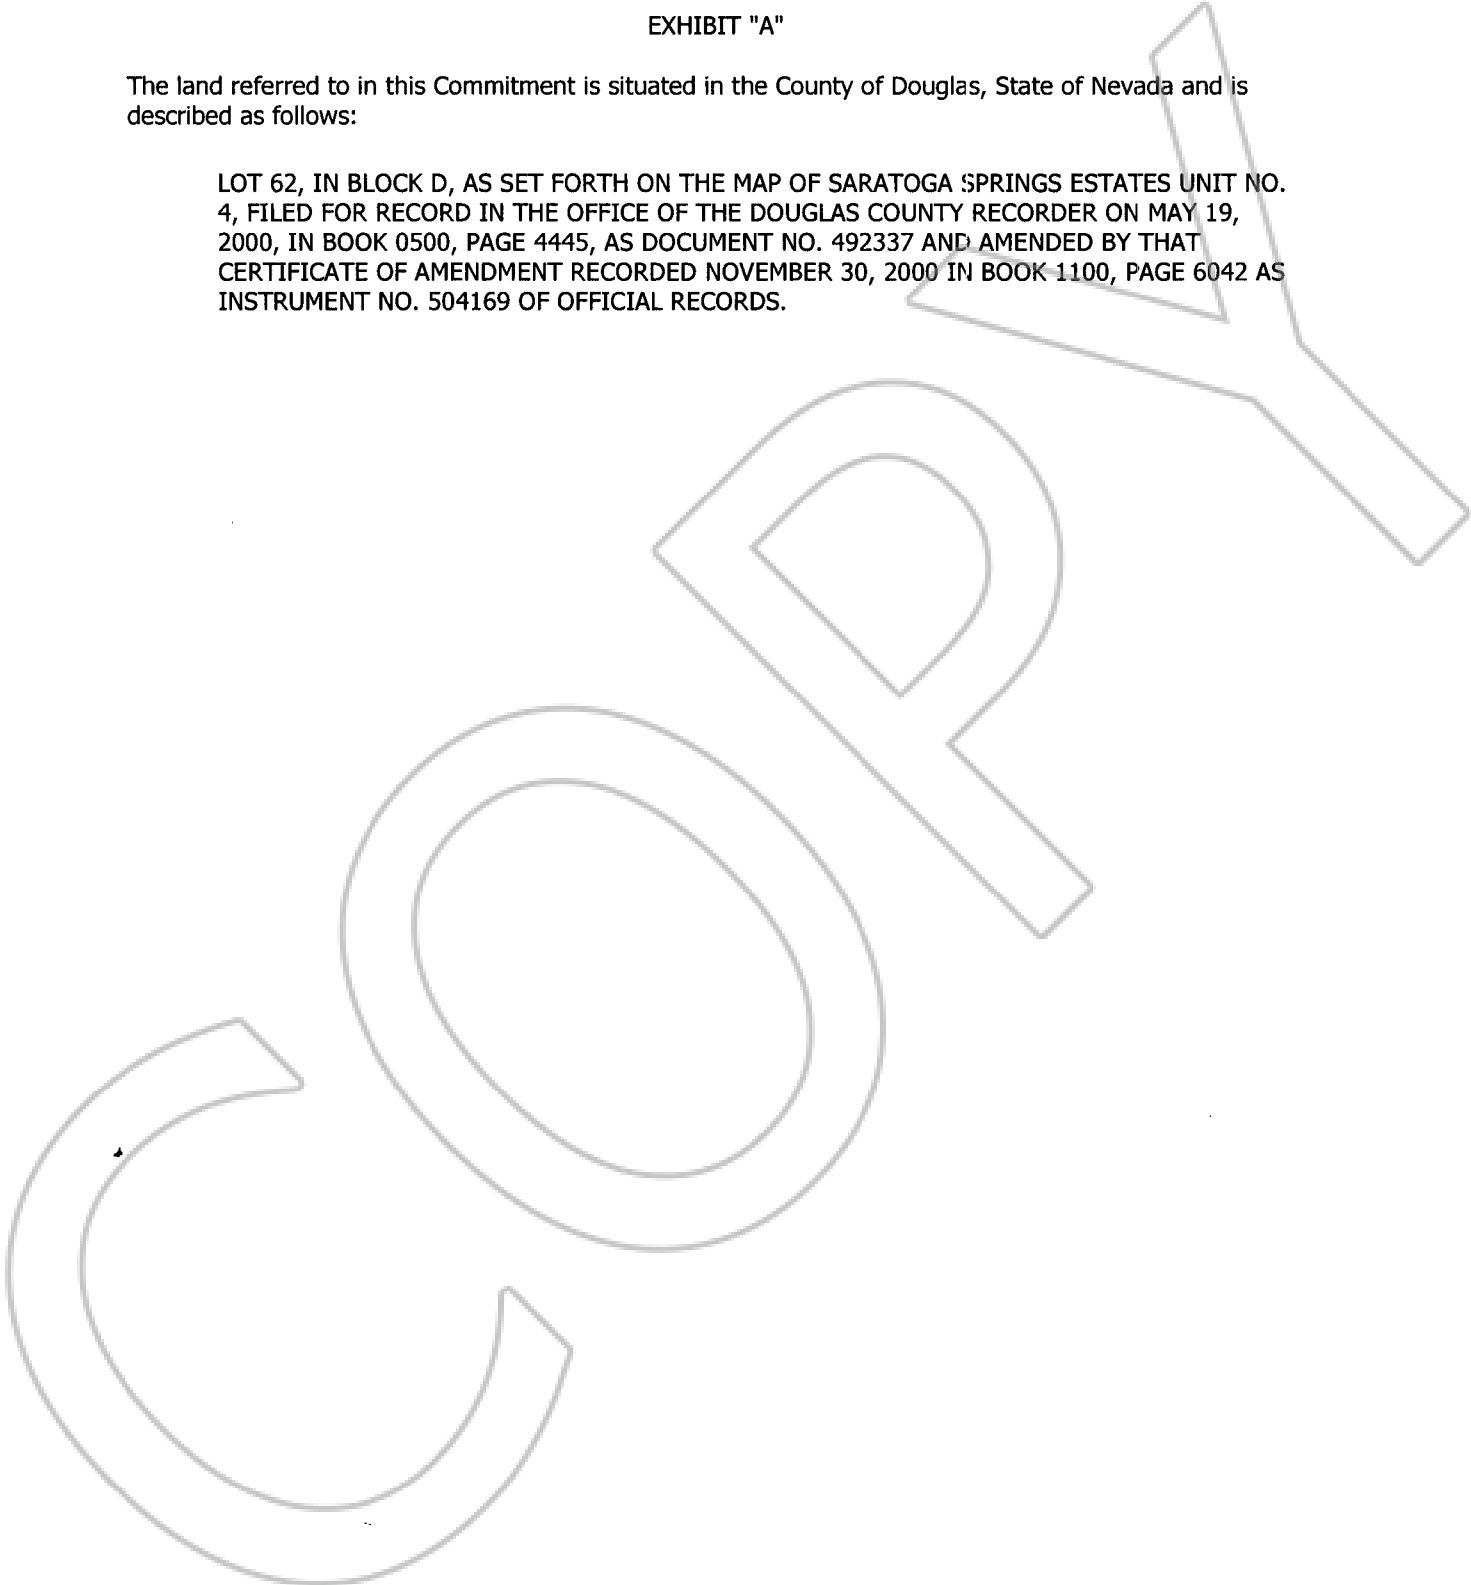 EXHIBIT "A"
The land referred to in this Commitment is situated in the County of Douglas, State of Nevada and is
described as follows:
LOT 62, IN BLOCK D, AS SET FORTH ON THE MAP OF SARATOGA SPRINGS ESTATES UNIT NO.
4, FILED FOR RECORD IN THE OFFICE OF THE DOUGLAS COUNTY RECORDER ON MAY 19,
2000, IN BOOK 0500, PAGE 4445, AS DOCUMENT NO. 492337 AND AMENDED BY THAT
CERTIFICATE OF AMENDMENT RECORDED NOVEMBER 30, 2000 IN BOOK 1100, PAGE 6042 AS
INSTRUMENT NO. 504169 OF OFFICIAL RECORDS.
COPY